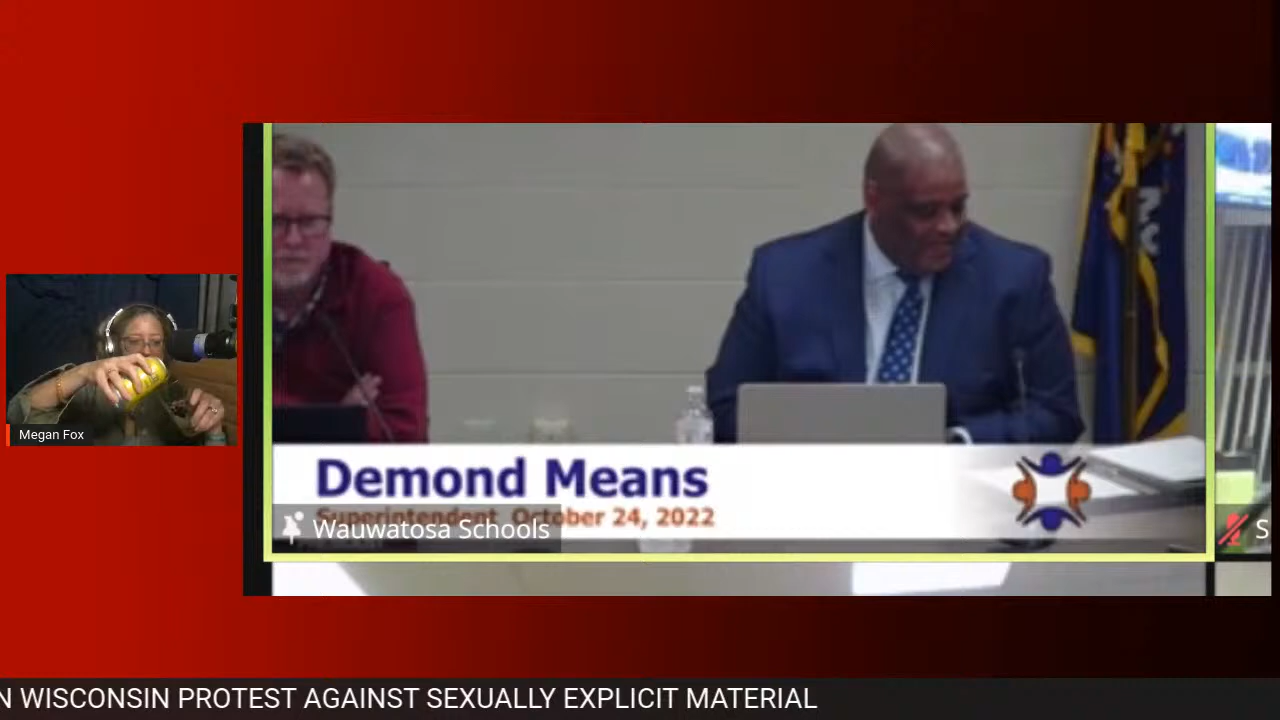 Megan Fox
Demond Means
Superintendent October 24, 2022
Wauwatosa Schools
S
N WISCONSIN PROTEST AGAINST SEXUALLY EXPLICIT MATERIAL